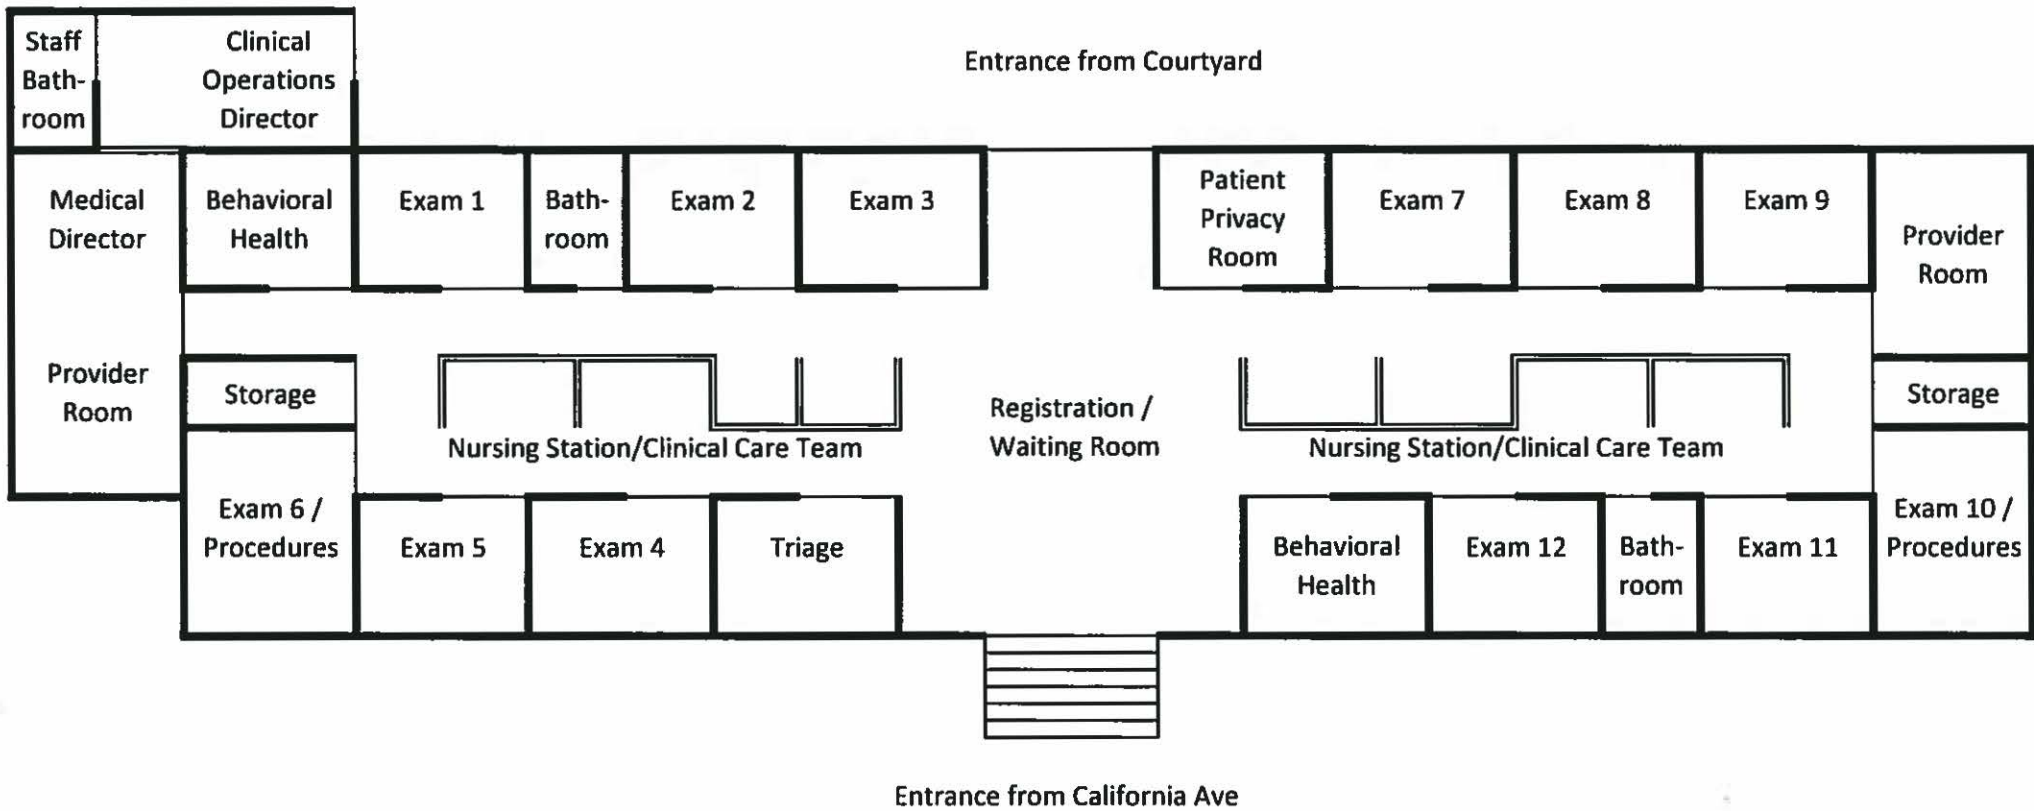 Staff
Bath-
room
Clinical
Operations
Director
Entrance from Courtyard
Medical
Director
Behavioral
Health
Exam 1
Bath-
room
Exam 2
Exam 3
Patient
Privacy
Room
Exam 7
Exam 8
Exam 9
Provider
Room
Provider
Room
Storage
Nursing Station/Clinical Care Team
Registration /
Waiting Room
Nursing Station/Clinical Care Team
Storage
Exam 6 /
Procedures
Exam 5
Exam 4
Triage
Behavioral
Health
Exam 12
Bath-
room
Exam 11
Exam 10 /
Procedures
Entrance from California Ave